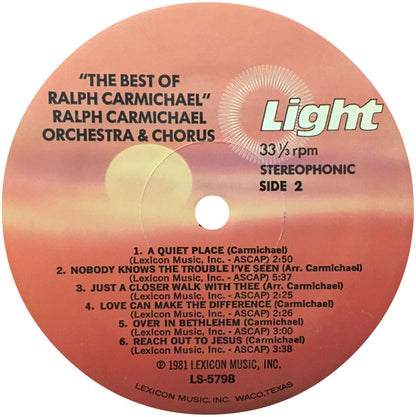 "THE BEST OF
RALPH CARMICHAEL"
RALPH CARMICHAEL
ORCHESTRA & CHORUS
Light
33 ⅓ rpm
STEREOPHONIC
SIDE 2
1. A QUIET PLACE (Carmichael)
(Lexicon Music, Inc. - ASCAP) 2:50
2. NOBODY KNOWS THE TROUBLE I'VE SEEN (Arr. Carmichael)
(Lexicon Music, Inc. - ASCAP) 5:37
3. JUST A CLOSER WALK WITH THEE (Arr. Carmichael)
(Lexicon Music, Inc. - ASCAP) 2:25
4. LOVE CAN MAKE THE DIFFERENCE (Carmichael)
(Lexicon Music, Inc. - ASCAP) 2:26
5. OVER IN BETHLEHEM (Carmichael)
(Lexicon Music, Inc. - ASCAP) 3:00
6. REACH OUT TO JESUS (Carmichael)
(Lexicon Music, Inc. - ASCAP) 3:38
℗ 1981 LEXICON MUSIC, INC.
LS-5798
LEXICON MUSIC, INC. WACO, TEXAS